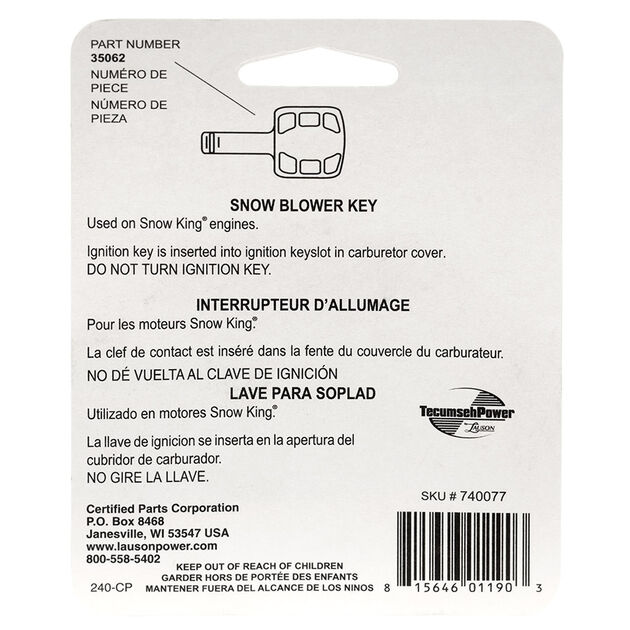 PART NUMBER
35062
NUMÉRO DE
PIECE
NÚMERO DE
PIEZA
SNOW BLOWER KEY
Used on Snow King® engines.
Ignition key is inserted into ignition keyslot in carburetor cover.
DO NOT TURN IGNITION KEY.
INTERRUPTEUR D'ALLUMAGE
Pour les moteurs Snow King®.
La clef de contact est inséré dans la fente du couvercle du carburateur.
NO DÉ VUELTA AL CLAVE DE IGNICIÓN
LAVE PARA SOPLAD
Utilizado en motores Snow King®.
La llave de ignicion se inserta en la apertura del
cubridor de carburador.
NO GIRE LA LLAVE.
TecumsehPower
LAUSON
SKU # 740077
Certified Parts Corporation
P.O. Box 8468
Janesville, WI 53547 USA
www.lausonpower.com
800-558-5402
240-CP
KEEP OUT OF REACH OF CHILDREN
GARDER HORS DE PORTÉE DES ENFANTS
MANTENER FUERA DEL ALCANCE DE LOS NINOS
8 15646 01190 3